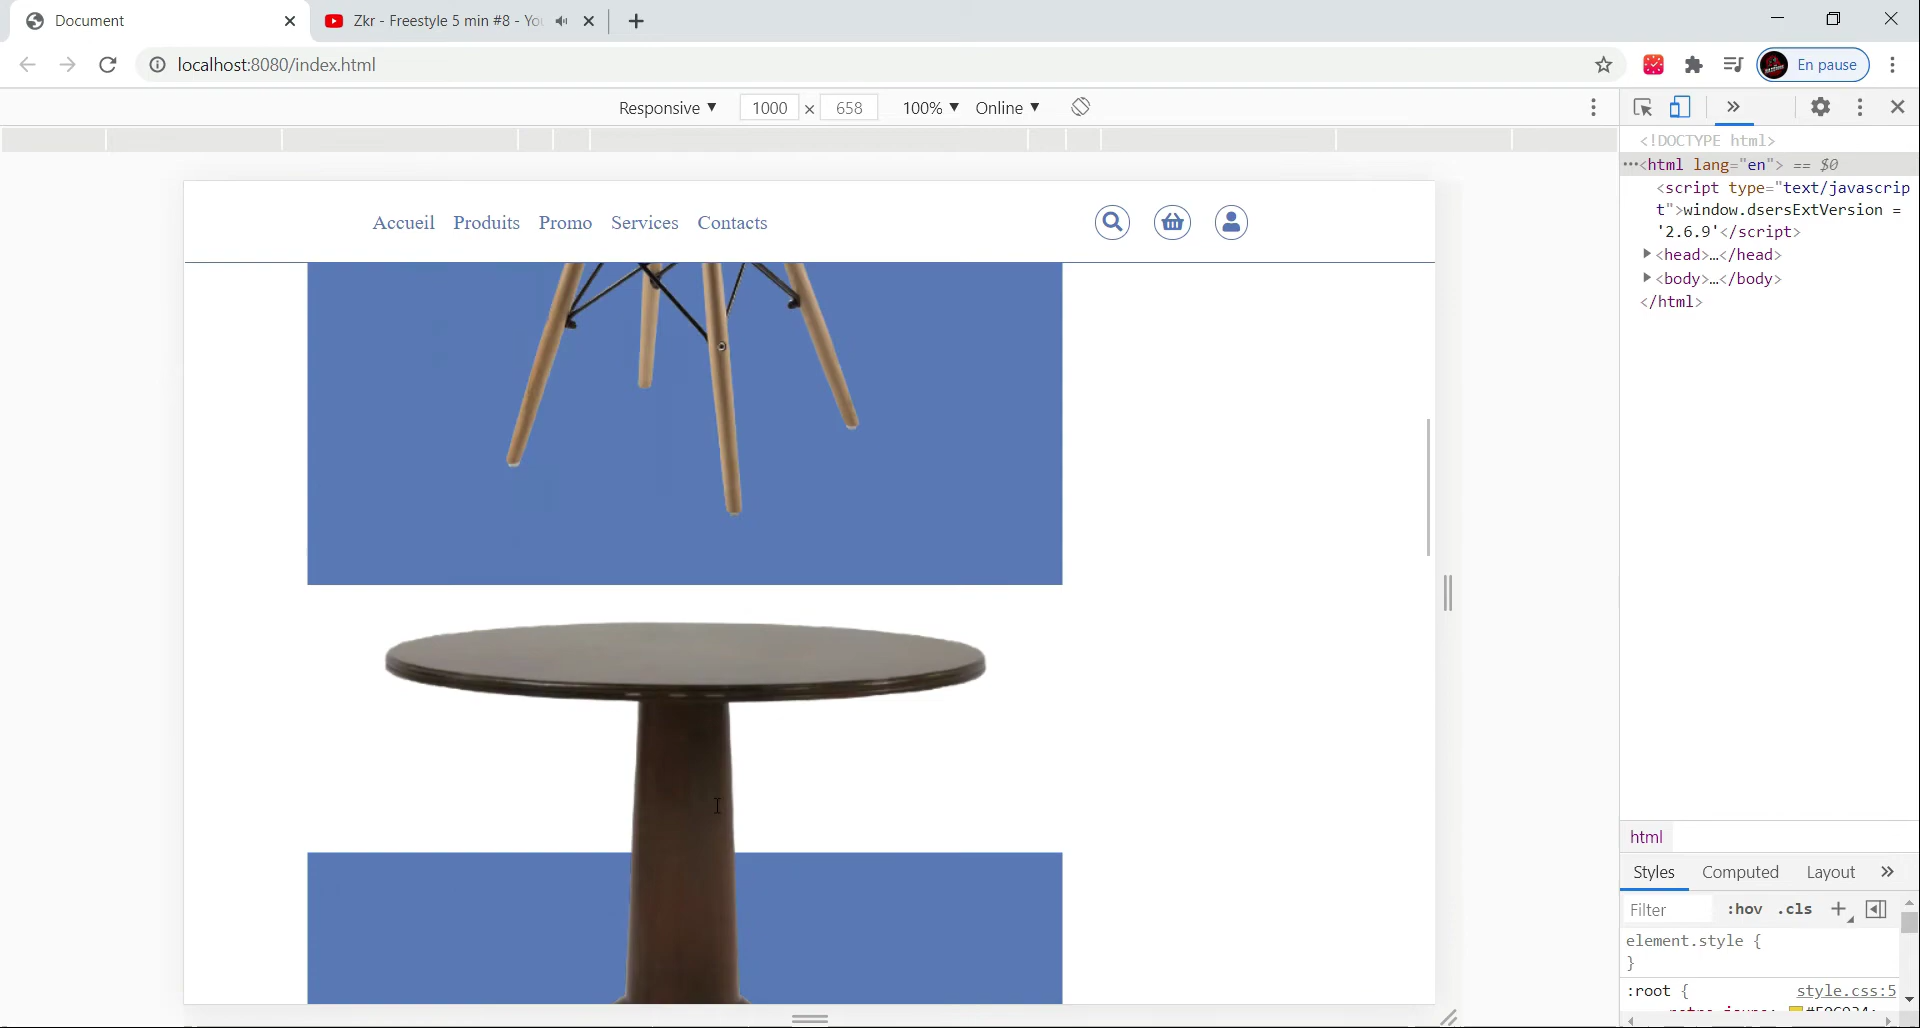 Document
Zkr - Freestyle 5 min #8 - You
localhost:8080/index.html
En pause
Responsive ▼ 1000 × 658 100% ▼ Online ▼
<!DOCTYPE html>
···<html lang="en"> == $0
<script type="text/javascrip
t">window.dsersExtVersion =
'2.6.9'</script>
▶<head>…</head>
▶<body>…</body>
</html>
Accueil Produits Promo Services Contacts
html
Styles Computed Layout »
Filter :hov .cls +
element.style {
}
:root { style.css:5